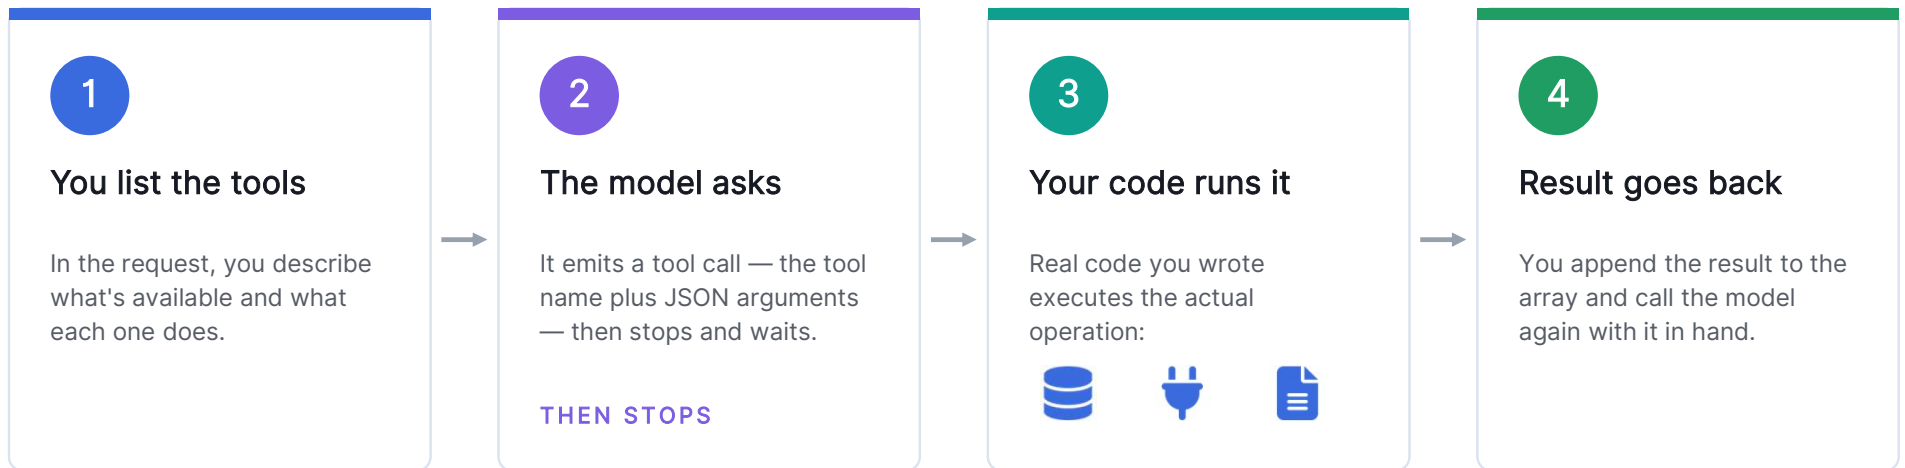 1
You list the tools
In the request, you describe
what's available and what
each one does.
2
The model asks
It emits a tool call — the tool
name plus JSON arguments
— then stops and waits.
THEN STOPS
3
Your code runs it
Real code you wrote
executes the actual
operation:
4
Result goes back
You append the result to the
array and call the model
again with it in hand.